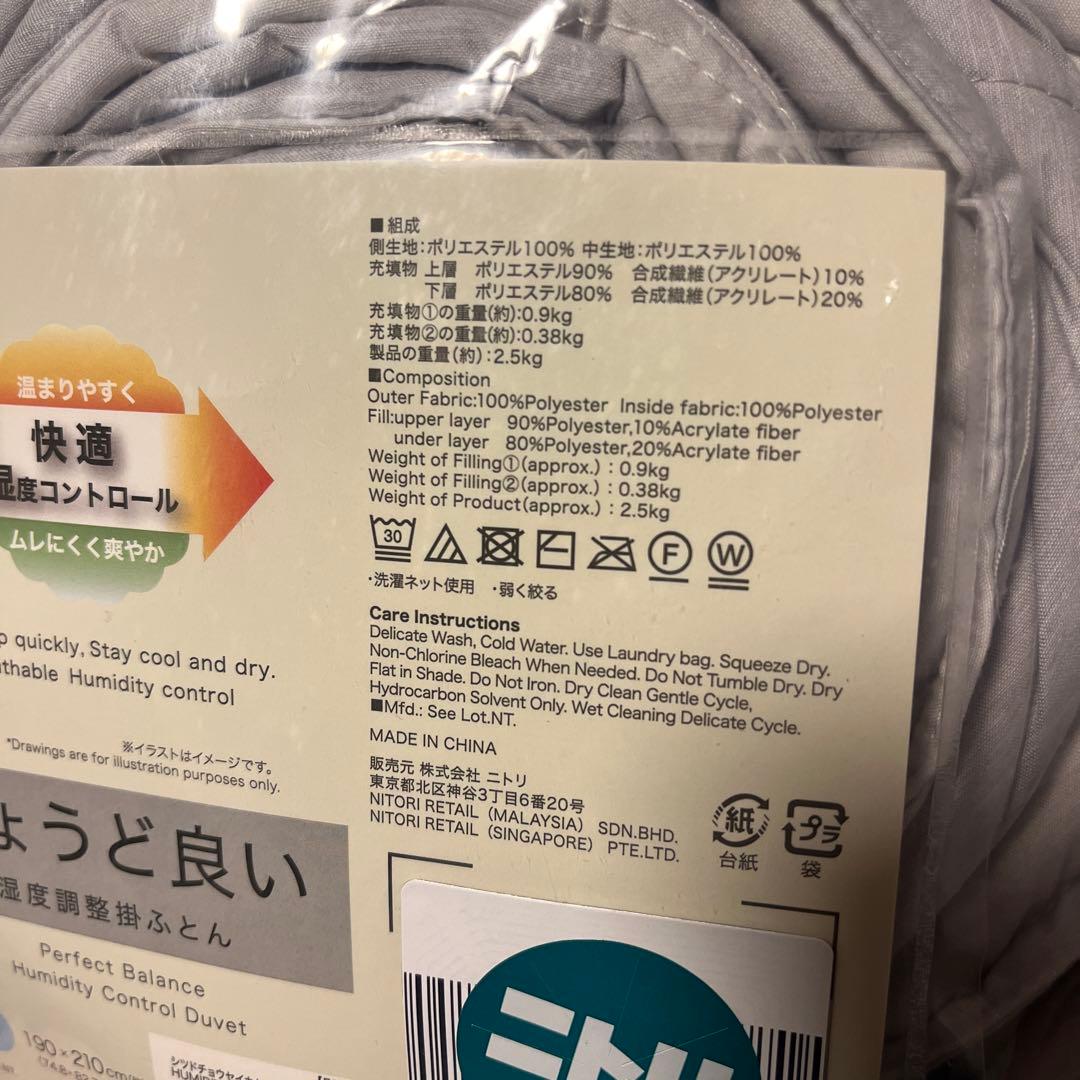 ■組成
側生地:ポリエステル100% 中生地:ポリエステル100%
充填物 上層 ポリエステル90% 合成繊維(アクリレート)10%
下層 ポリエステル80% 合成繊維(アクリレート)20%
充填物①の重量(約):0.9kg
充填物②の重量(約):0.38kg
製品の重量(約):2.5kg
■Composition
Outer Fabric:100%Polyester Inside fabric:100%Polyester
Fill:upper layer 90%Polyester,10%Acrylate fiber
under layer 80%Polyester,20%Acrylate fiber
Weight of Filling①(approx.) : 0.9kg
Weight of Filling②(approx.) : 0.38kg
Weight of Product(approx.) : 2.5kg
30
F
W
・洗濯ネット使用 ・弱く絞る
Care Instructions
Delicate Wash, Cold Water. Use Laundry bag. Squeeze Dry.
Non-Chlorine Bleach When Needed. Do Not Tumble Dry. Dry
Flat in Shade. Do Not Iron. Dry Clean Gentle Cycle,
Hydrocarbon Solvent Only. Wet Cleaning Delicate Cycle.
■Mfd.: See Lot.NT.
MADE IN CHINA
販売元 株式会社 ニトリ
東京都北区神谷3丁目6番20号
NITORI RETAIL (MALAYSIA) SDN.BHD.
NITORI RETAIL (SINGAPORE) PTE.LTD.
紙
台紙
プラ
袋
温まりやすく
快適
湿度コントロール
ムレにくく爽やか
quickly, Stay cool and dry.
Humidity control
※イラストはイメージです。
*Drawings are for illustration purposes only.
ょうど良い
湿度調整掛ふとん
Perfect Balance
Humidity Control Duvet
190×210cm
シツドチョウセイカ
ニトリ